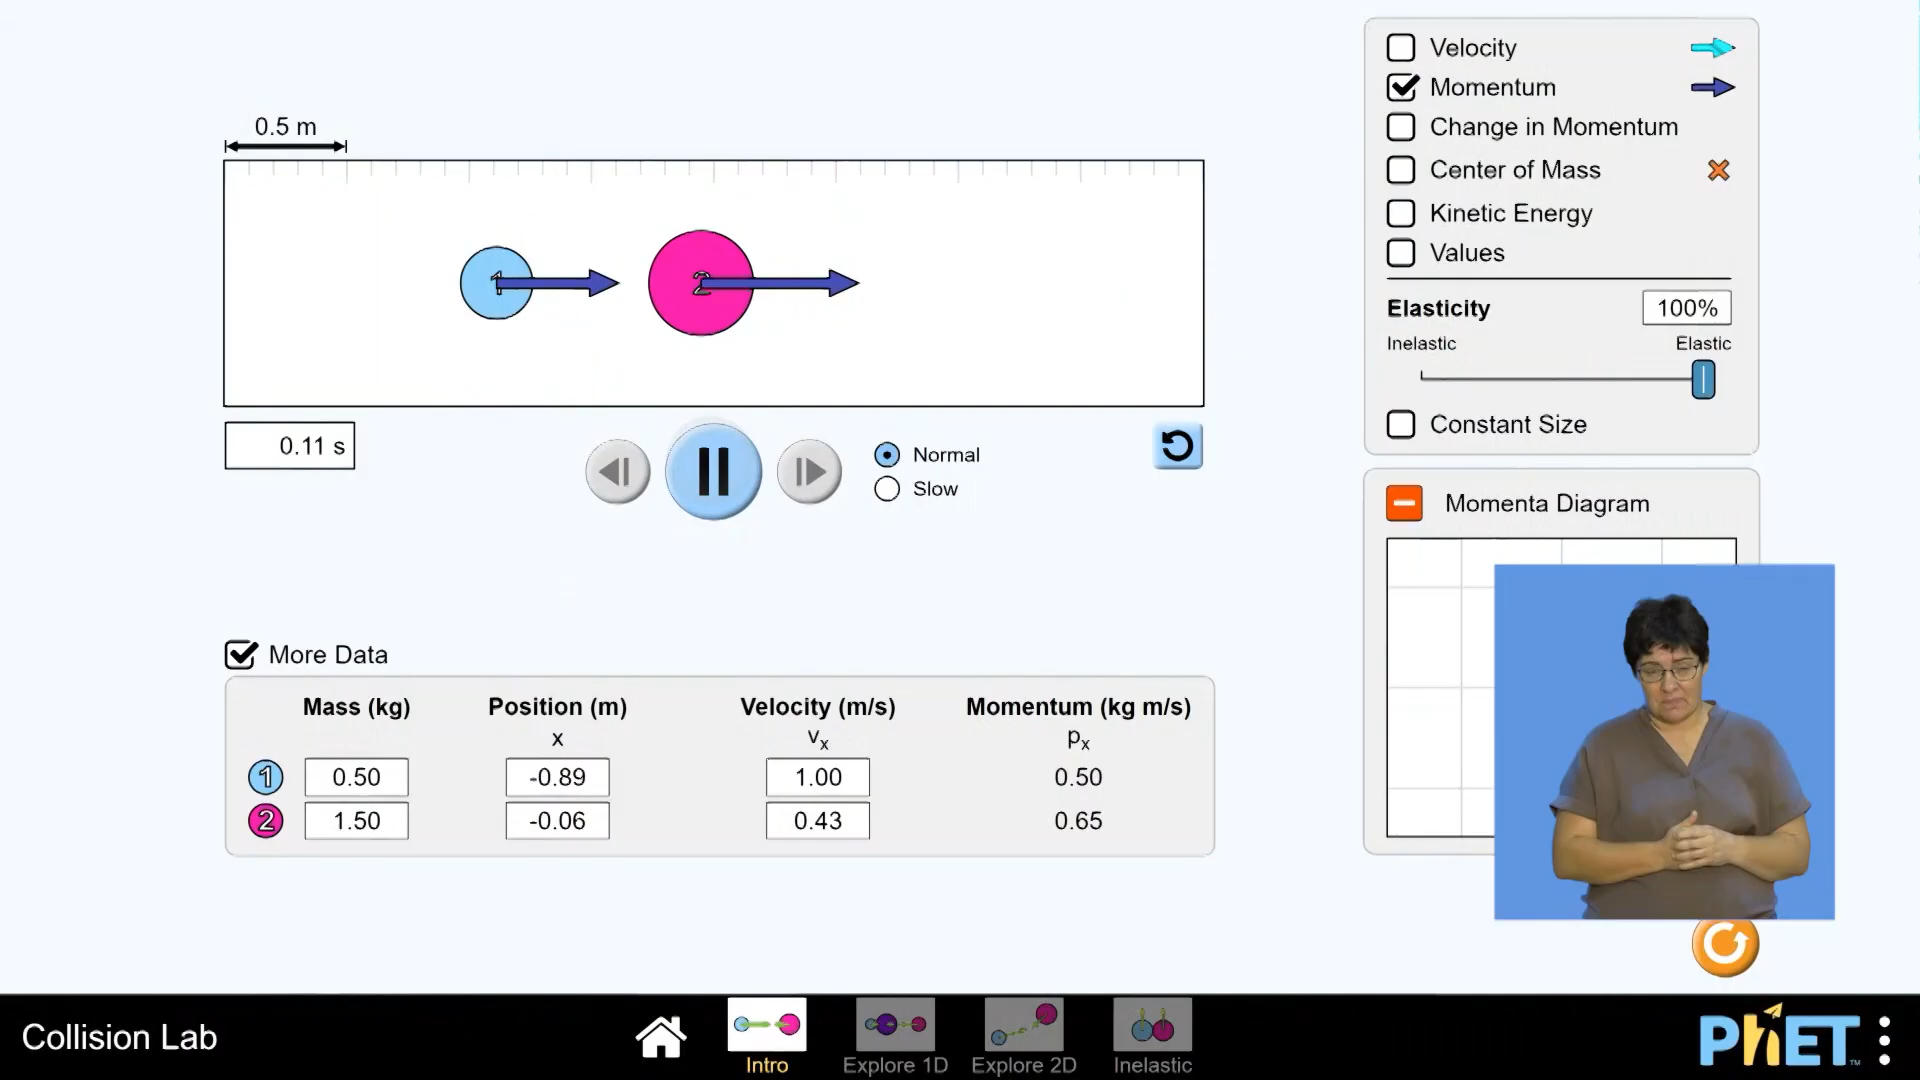 Velocity
Momentum
Change in Momentum
Center of Mass
Kinetic Energy
Values
Elasticity 100%
Inelastic Elastic
Constant Size
0.5 m
1 2
0.11 s
Normal
Slow
Momenta Diagram
More Data
Mass (kg) Position (m) Velocity (m/s) Momentum (kg m/s)
x vx px
1 0.50 -0.89 1.00 0.50
2 1.50 -0.06 0.43 0.65
Collision Lab
Intro Explore 1D Explore 2D Inelastic
PhET™